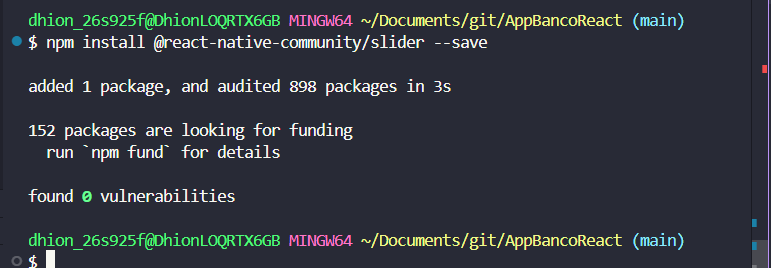 dhion_26s925f@DhionLOQRTX6GB MINGW64 ~/Documents/git/AppBancoReact (main)
$ npm install @react-native-community/slider --save
added 1 package, and audited 898 packages in 3s
152 packages are looking for funding
run `npm fund` for details
found 0 vulnerabilities
dhion_26s925f@DhionLOQRTX6GB MINGW64 ~/Documents/git/AppBancoReact (main)
$